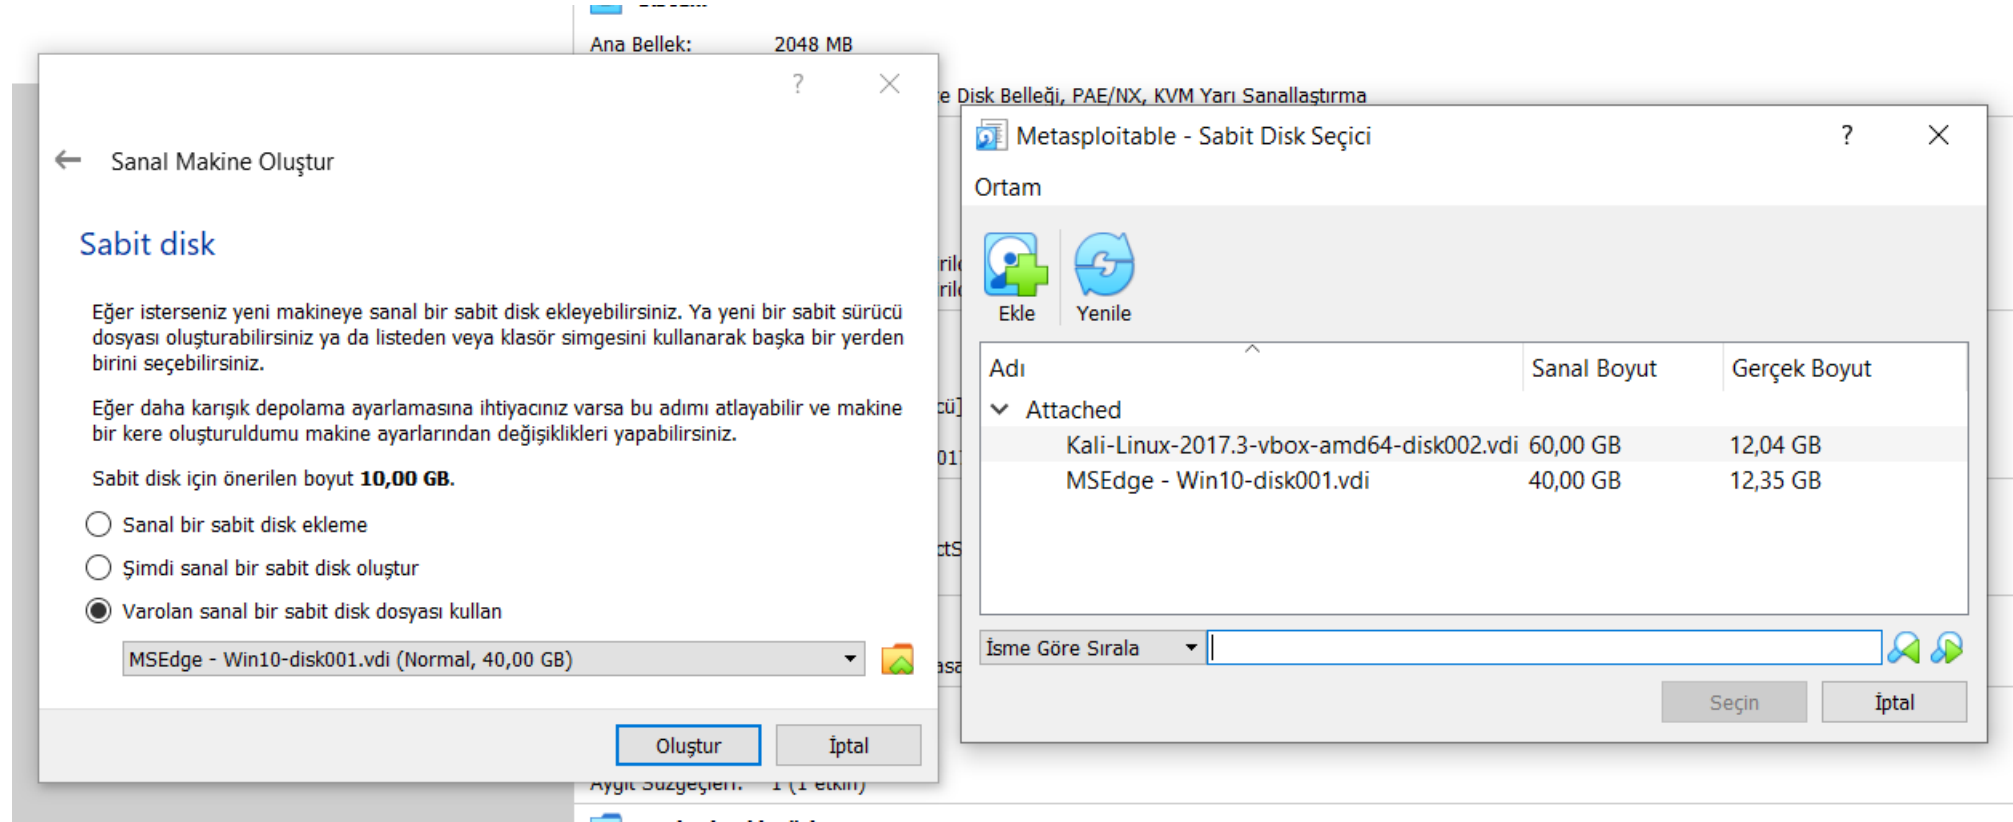 Ana Bellek: 2048 MB
e Disk Belleği, PAE/NX, KVM Yarı Sanallaştırma
?
Sanal Makine Oluştur
Sabit disk
Eğer isterseniz yeni makineye sanal bir sabit disk ekleyebilirsiniz. Ya yeni bir sabit sürücü
dosyası oluşturabilirsiniz ya da listeden veya klasör simgesini kullanarak başka bir yerden
birini seçebilirsiniz.
Eğer daha karışık depolama ayarlamasına ihtiyacınız varsa bu adımı atlayabilir ve makine
bir kere oluşturuldumu makine ayarlarından değişiklikleri yapabilirsiniz.
Sabit disk için önerilen boyut 10,00 GB.
Sanal bir sabit disk ekleme
Şimdi sanal bir sabit disk oluştur
Varolan sanal bir sabit disk dosyası kullan
MSEdge - Win10-disk001.vdi (Normal, 40,00 GB)
Oluştur İptal
Metasploitable - Sabit Disk Seçici ?
Ortam
Ekle Yenile
Adı Sanal Boyut Gerçek Boyut
Attached
Kali-Linux-2017.3-vbox-amd64-disk002.vdi 60,00 GB 12,04 GB
MSEdge - Win10-disk001.vdi 40,00 GB 12,35 GB
İsme Göre Sırala
Seçin İptal
Aygıt Süzgeçleri: 1 (1 etkin)